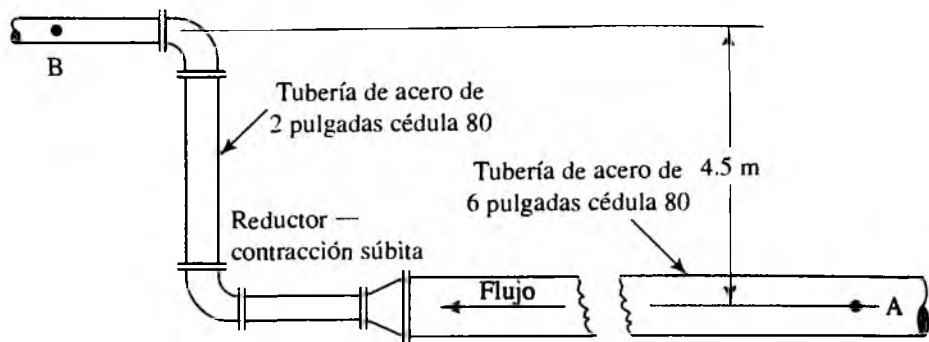 B
Tubería de acero de
2 pulgadas cédula 80
Tubería de acero de
6 pulgadas cédula 80
4.5 m
Reductor —
contracción súbita
Flujo
A